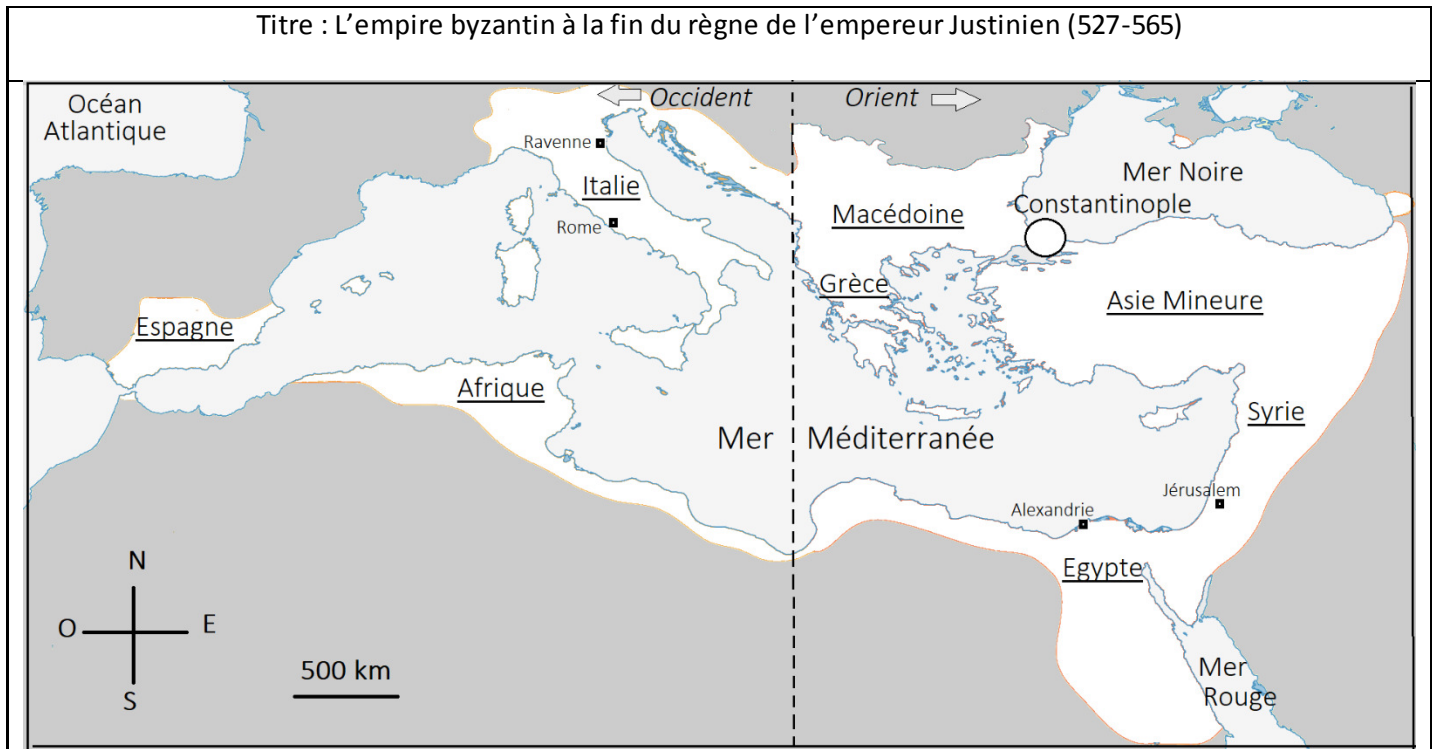 Titre : L’empire byzantin à la fin du règne de l’empereur Justinien (527-565)
Océan
Atlantique
Occident
Orient
Ravenne
Italie
Rome
Macédoine
Mer Noire
Constantinople
Grèce
Asie Mineure
Espagne
Afrique
Mer Méditerranée
Syrie
Jérusalem
Alexandrie
Egypte
N
O
E
S
500 km
Mer
Rouge